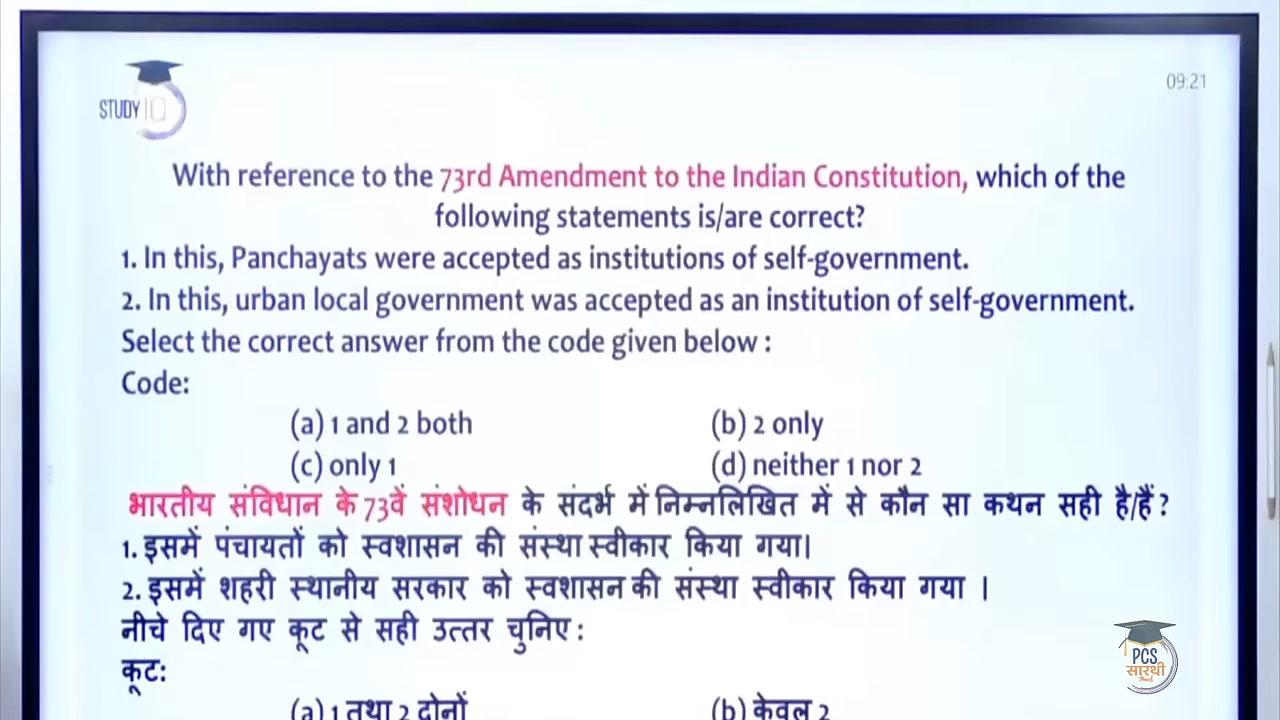 STUDY IQ
09:21
With reference to the 73rd Amendment to the Indian Constitution, which of the
following statements is/are correct?
1. In this, Panchayats were accepted as institutions of self-government.
2. In this, urban local government was accepted as an institution of self-government.
Select the correct answer from the code given below :
Code:
(a) 1 and 2 both (b) 2 only
(c) only 1 (d) neither 1 nor 2
भारतीय संविधान के 73वें संशोधन के संदर्भ में निम्नलिखित में से कौन सा कथन सही है/हैं ?
1. इसमें पंचायतों को स्वशासन की संस्था स्वीकार किया गया।
2. इसमें शहरी स्थानीय सरकार को स्वशासन की संस्था स्वीकार किया गया ।
नीचे दिए गए कूट से सही उत्तर चुनिए :
कूट:
(a) 1 तथा 2 दोनों (b) केवल 2
PCS
सारथी